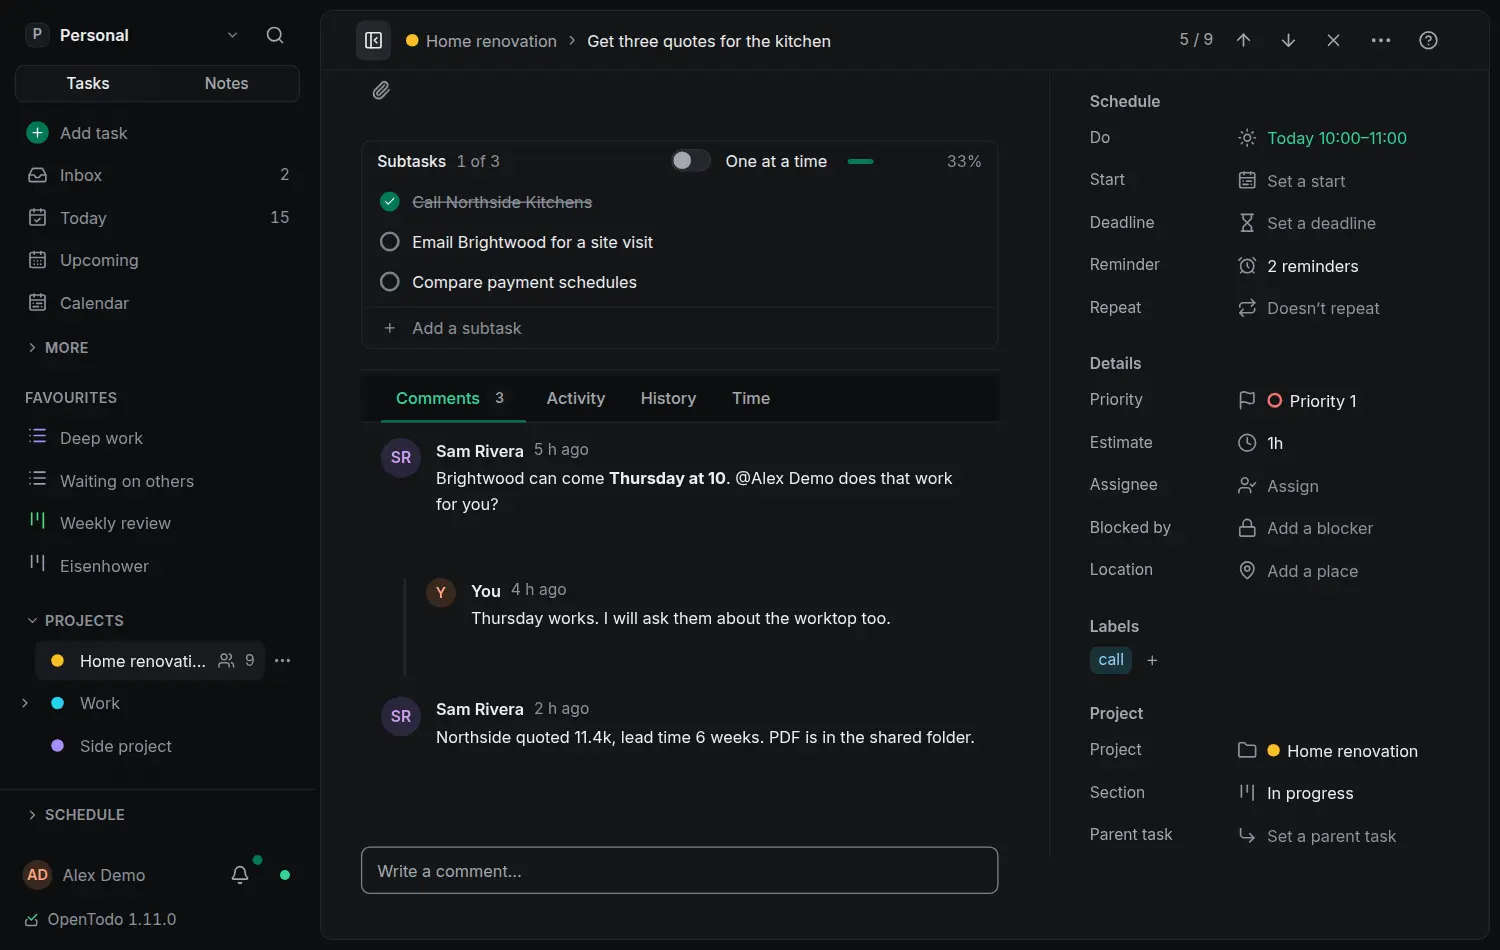 P Personal
Tasks Notes
Add task
Inbox 2
Today 15
Upcoming
Calendar
MORE
FAVOURITES
Deep work
Waiting on others
Weekly review
Eisenhower
PROJECTS
Home renovati... 9
Work
Side project
SCHEDULE
AD Alex Demo
OpenTodo 1.11.0
Home renovation > Get three quotes for the kitchen
5 / 9
Subtasks 1 of 3 One at a time 33%
Call Northside Kitchens
Email Brightwood for a site visit
Compare payment schedules
+ Add a subtask
Comments 3 Activity History Time
SR Sam Rivera 5 h ago
Brightwood can come Thursday at 10. @Alex Demo does that work
for you?
Y You 4 h ago
Thursday works. I will ask them about the worktop too.
SR Sam Rivera 2 h ago
Northside quoted 11.4k, lead time 6 weeks. PDF is in the shared folder.
Write a comment...
Schedule
Do Today 10:00–11:00
Start Set a start
Deadline Set a deadline
Reminder 2 reminders
Repeat Doesn’t repeat
Details
Priority Priority 1
Estimate 1h
Assignee Assign
Blocked by Add a blocker
Location Add a place
Labels
call +
Project
Project Home renovation
Section In progress
Parent task Set a parent task